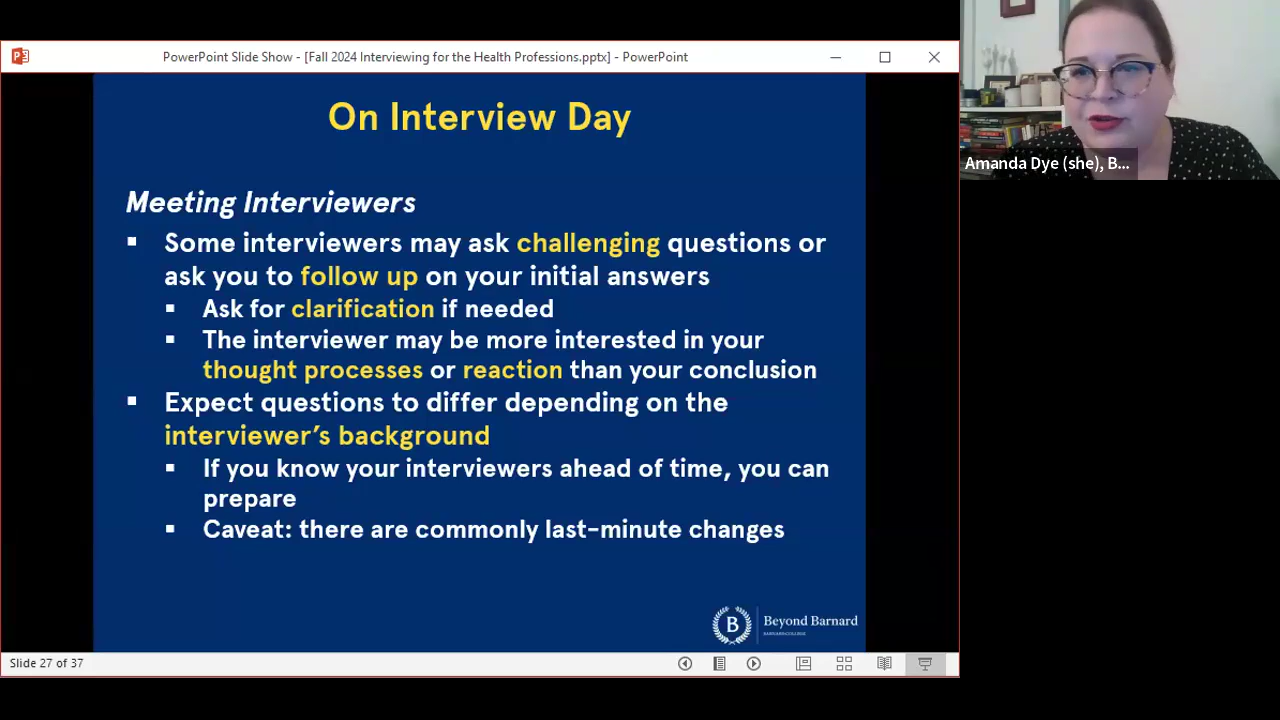 PowerPoint Slide Show - [Fall 2024 Interviewing for the Health Professions.pptx] - PowerPoint
On Interview Day
Meeting Interviewers
Some interviewers may ask challenging questions or
ask you to follow up on your initial answers
Ask for clarification if needed
The interviewer may be more interested in your
thought processes or reaction than your conclusion
Expect questions to differ depending on the
interviewer's background
If you know your interviewers ahead of time, you can
prepare
Caveat: there are commonly last-minute changes
B
Beyond Barnard
BARNARD COLLEGE
Slide 27 of 37
Amanda Dye (she), B...